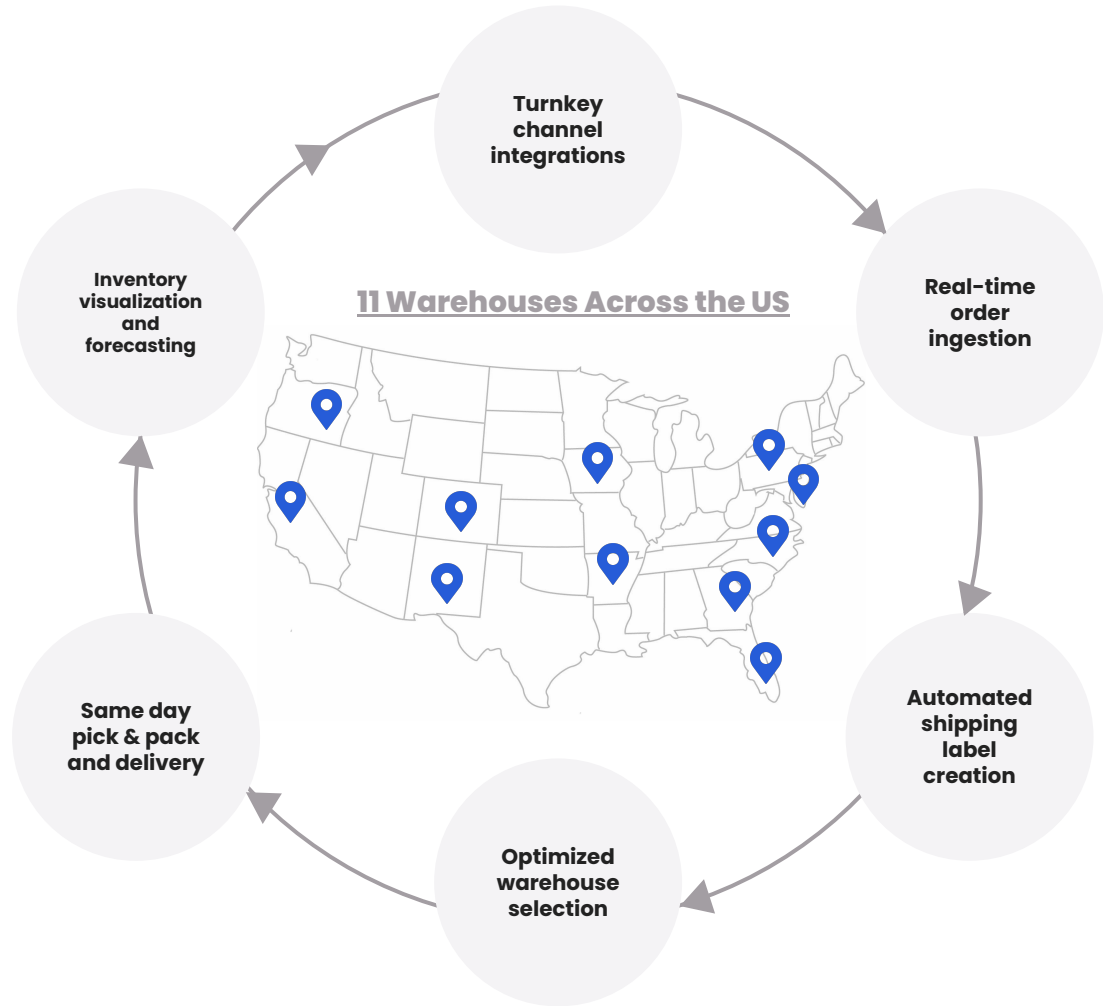 Turnkey
channel
integrations
Real-time
order
ingestion
Automated
shipping
label
creation
Optimized
warehouse
selection
Same day
pick & pack
and delivery
Inventory
visualization
and
forecasting
11 Warehouses Across the US